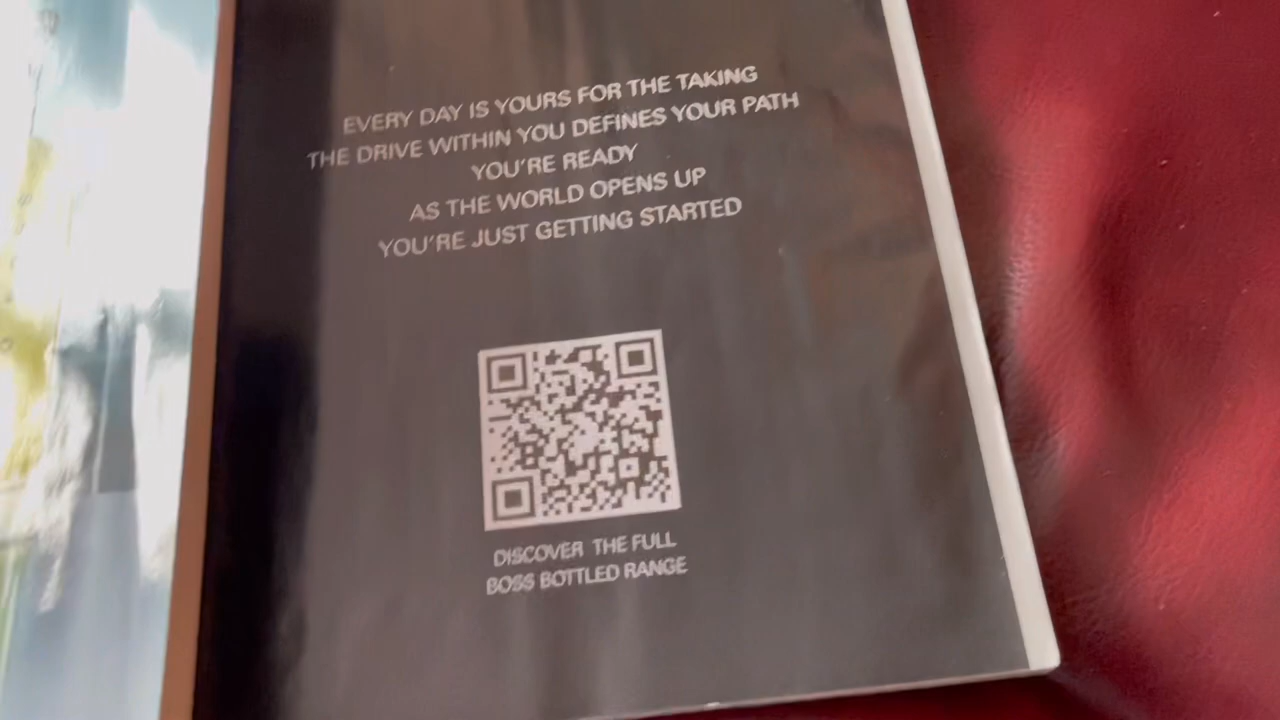 EVERY DAY IS YOURS FOR THE TAKING
THE DRIVE WITHIN YOU DEFINES YOUR PATH
YOU'RE READY
AS THE WORLD OPENS UP
YOU'RE JUST GETTING STARTED
DISCOVER THE FULL
BOSS BOTTLED RANGE